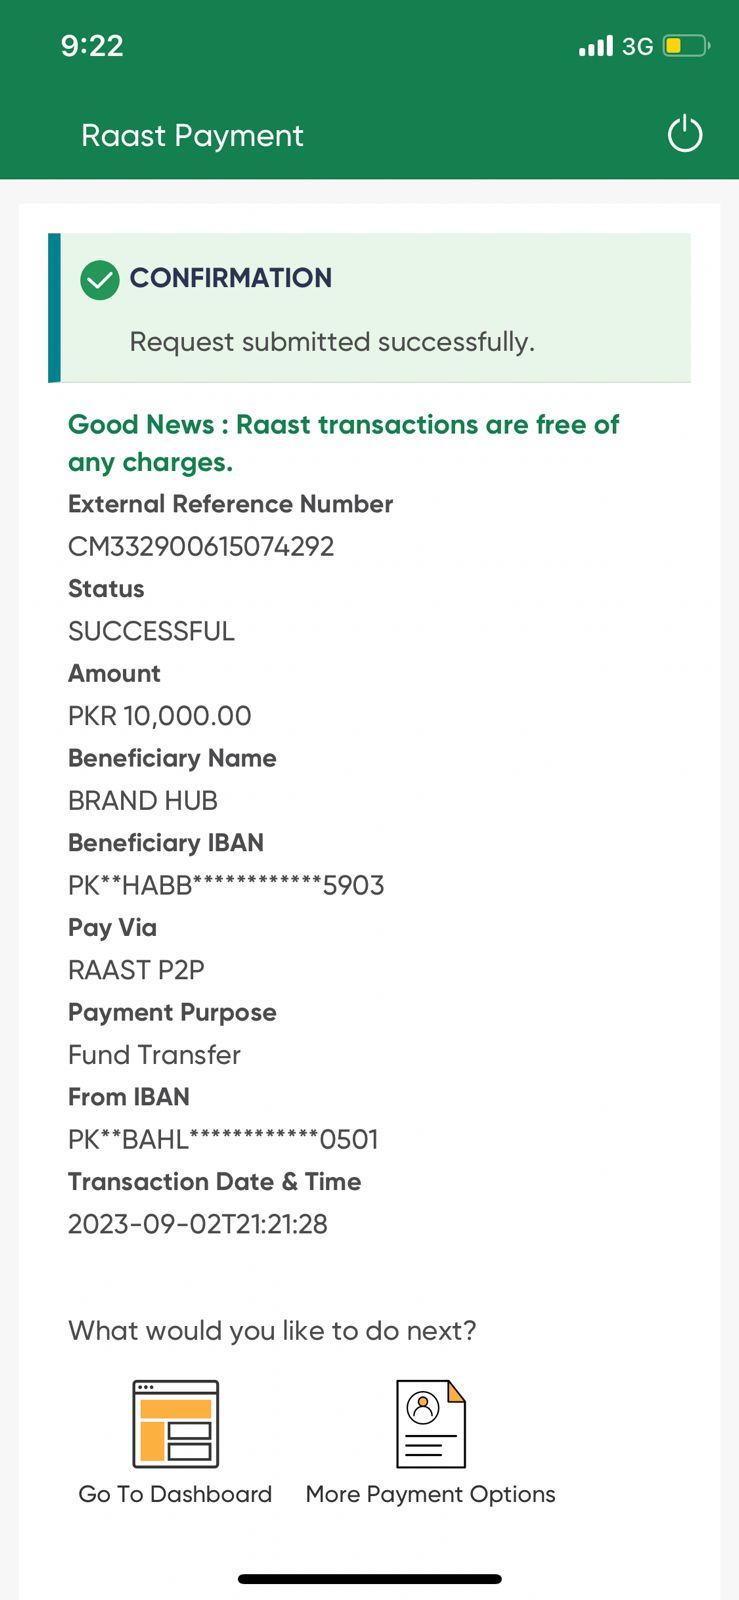 9:22
3G
Raast Payment
CONFIRMATION
Request submitted successfully.
Good News : Raast transactions are free of
any charges.
External Reference Number
CM332900615074292
Status
SUCCESSFUL
Amount
PKR 10,000.00
Beneficiary Name
BRAND HUB
Beneficiary IBAN
PK**HABB************5903
Pay Via
RAAST P2P
Payment Purpose
Fund Transfer
From IBAN
PK**BAHL************0501
Transaction Date & Time
2023-09-02T21:21:28
What would you like to do next?
Go To Dashboard
More Payment Options